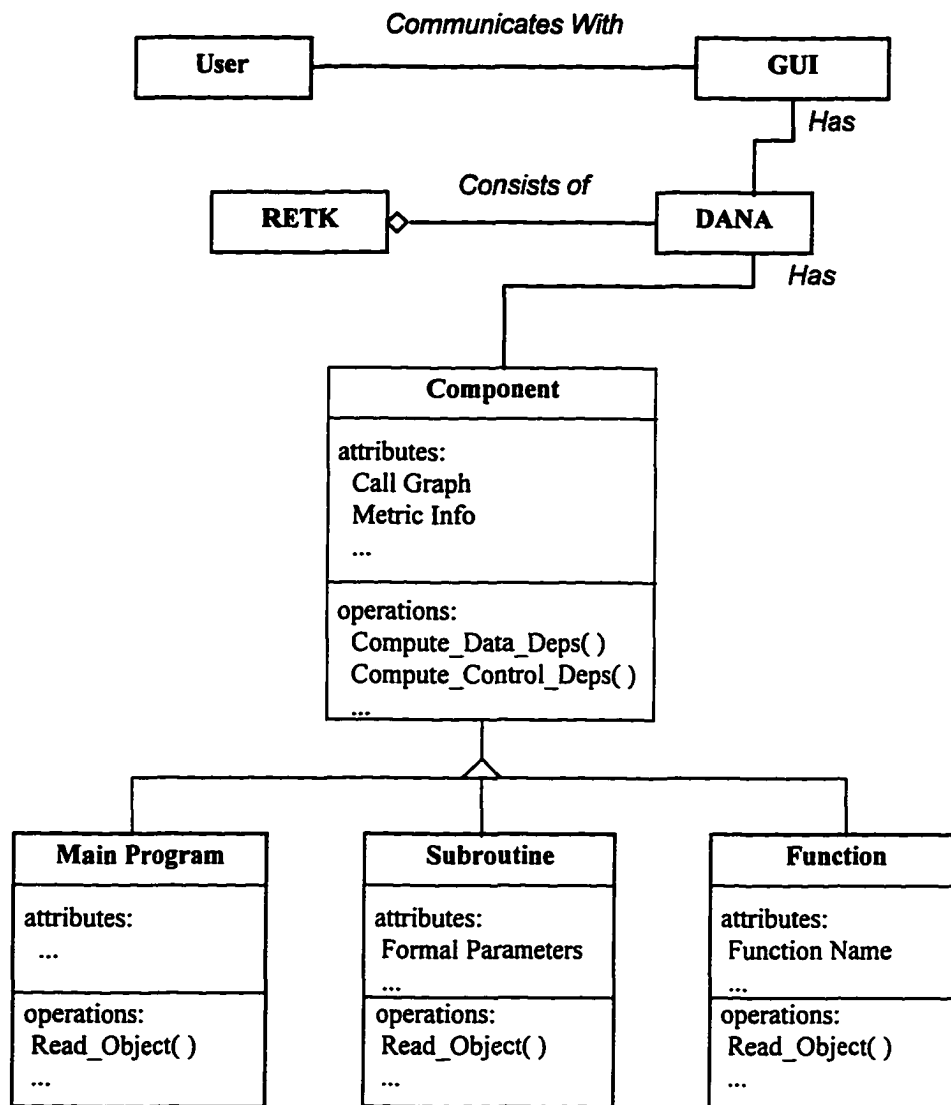 Communicates With
User
GUI
Has
Consists of
RETK
DANA
Has
Component
attributes:
Call Graph
Metric Info
...
operations:
Compute_Data_Deps( )
Compute_Control_Deps( )
...
Main Program
attributes:
...
operations:
Read_Object( )
...
Subroutine
attributes:
Formal Parameters
...
operations:
Read_Object( )
...
Function
attributes:
Function Name
...
operations:
Read_Object( )
...